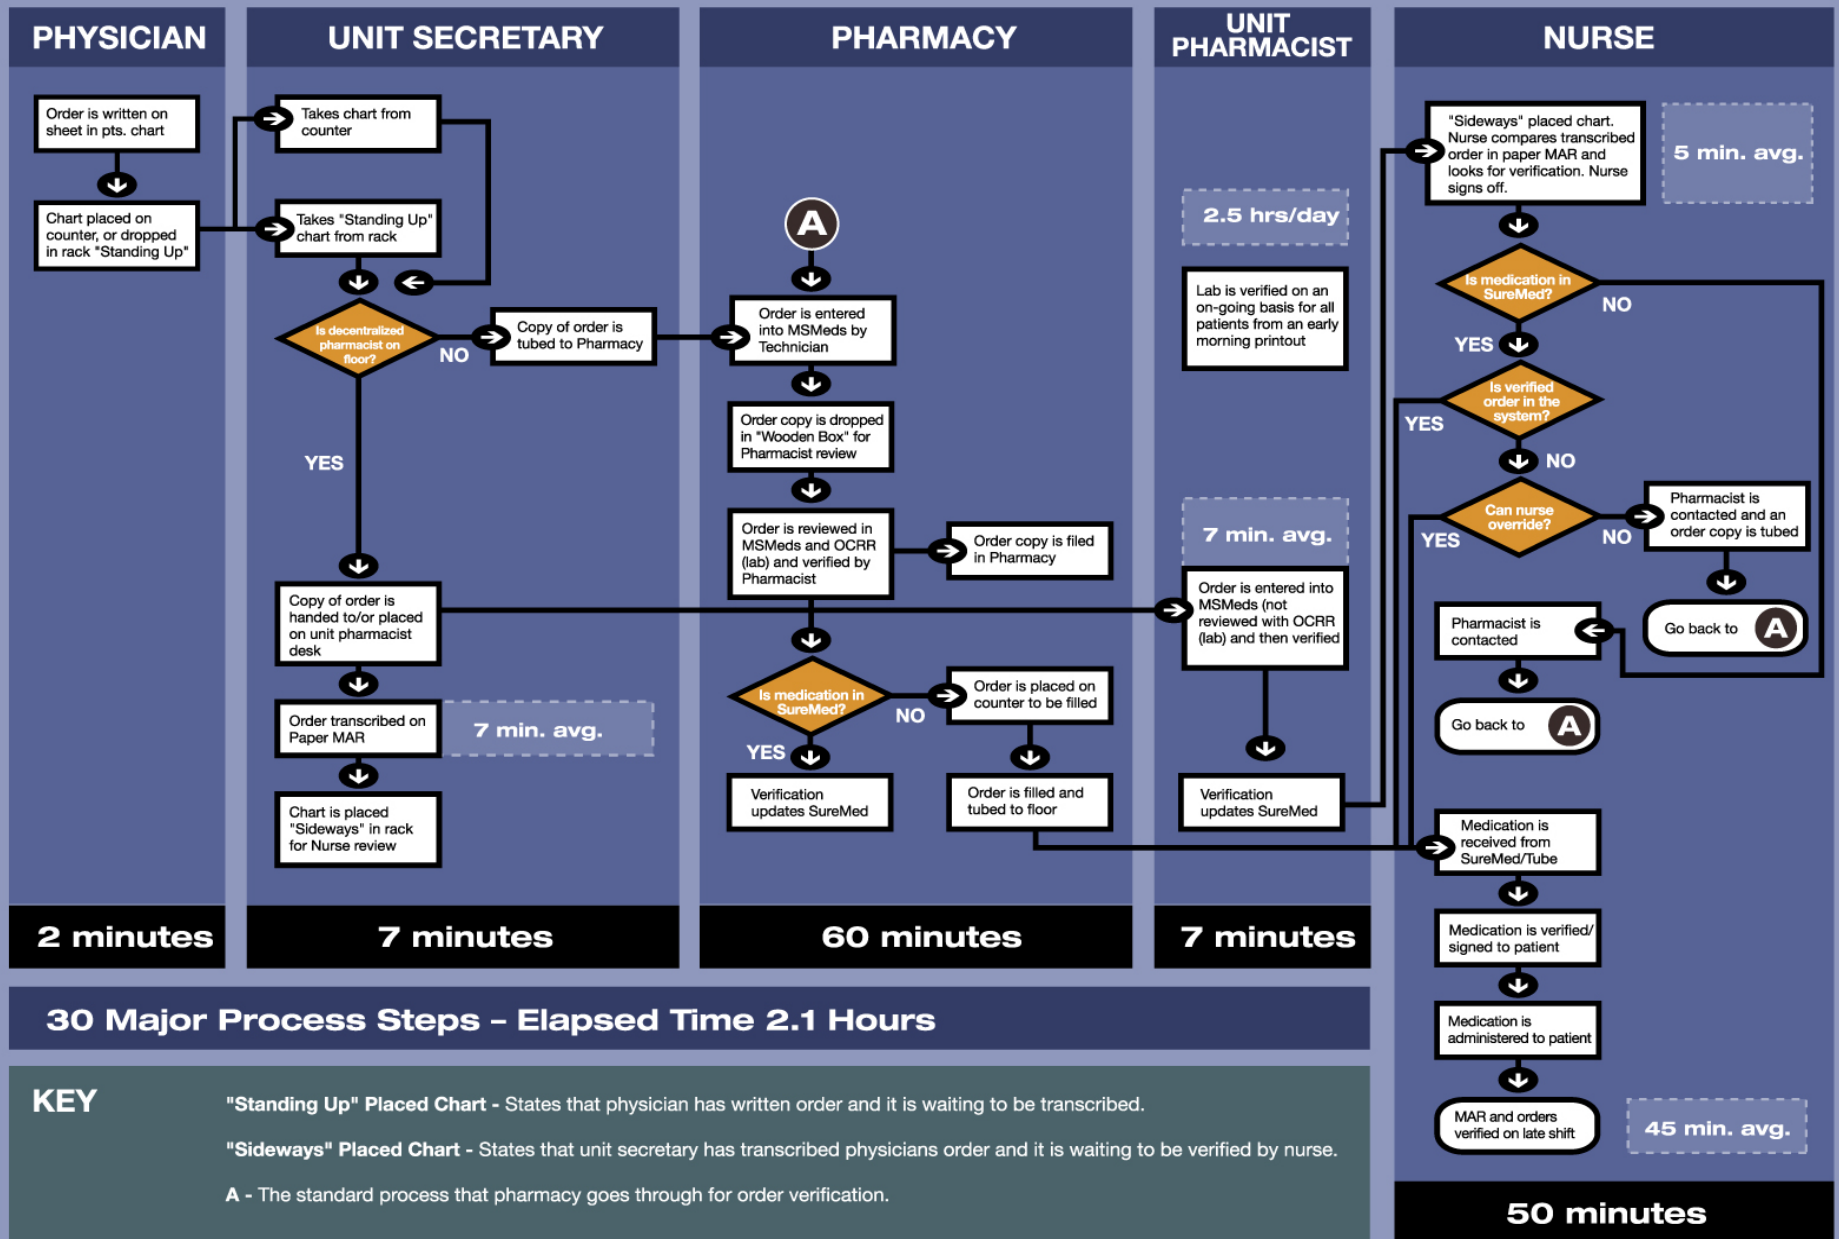 PHYSICIAN
Order is written on
sheet in pts. chart
Chart placed on
counter, or dropped
in rack "Standing Up"
2 minutes
UNIT SECRETARY
Takes chart from
counter
Takes "Standing Up"
chart from rack
Is decentralized
pharmacist on
floor?
NO
Copy of order is
tubed to Pharmacy
YES
Copy of order is
handed to/or placed
on unit pharmacist
desk
Order transcribed on
Paper MAR
7 min. avg.
Chart is placed
"Sideways" in rack
for Nurse review
7 minutes
PHARMACY
A
Order is entered
into MSMeds by
Technician
Order copy is dropped
in "Wooden Box" for
Pharmacist review
Order is reviewed in
MSMeds and OCRR
(lab) and verified by
Pharmacist
Order copy is filed
in Pharmacy
Is medication in
SureMed?
NO
Order is placed on
counter to be filled
YES
Verification
updates SureMed
Order is filled and
tubed to floor
60 minutes
UNIT
PHARMACIST
2.5 hrs/day
Lab is verified on an
on-going basis for all
patients from an early
morning printout
7 min. avg.
Order is entered into
MSMeds (not
reviewed with OCRR
(lab) and then verified
Verification
updates SureMed
7 minutes
NURSE
"Sideways" placed chart.
Nurse compares transcribed
order in paper MAR and
looks for verification. Nurse
signs off.
5 min. avg.
Is medication in
SureMed?
NO
YES
Is verified
order in the
system?
YES
NO
Can nurse
override?
YES
NO
Pharmacist is
contacted and an
order copy is tubed
Go back to A
Pharmacist is
contacted
Go back to A
Medication is
received from
SureMed/Tube
Medication is verified/
signed to patient
Medication is
administered to patient
MAR and orders
verified on late shift
45 min. avg.
50 minutes
30 Major Process Steps – Elapsed Time 2.1 Hours
KEY
"Standing Up" Placed Chart - States that physician has written order and it is waiting to be transcribed.
"Sideways" Placed Chart - States that unit secretary has transcribed physicians order and it is waiting to be verified by nurse.
A - The standard process that pharmacy goes through for order verification.